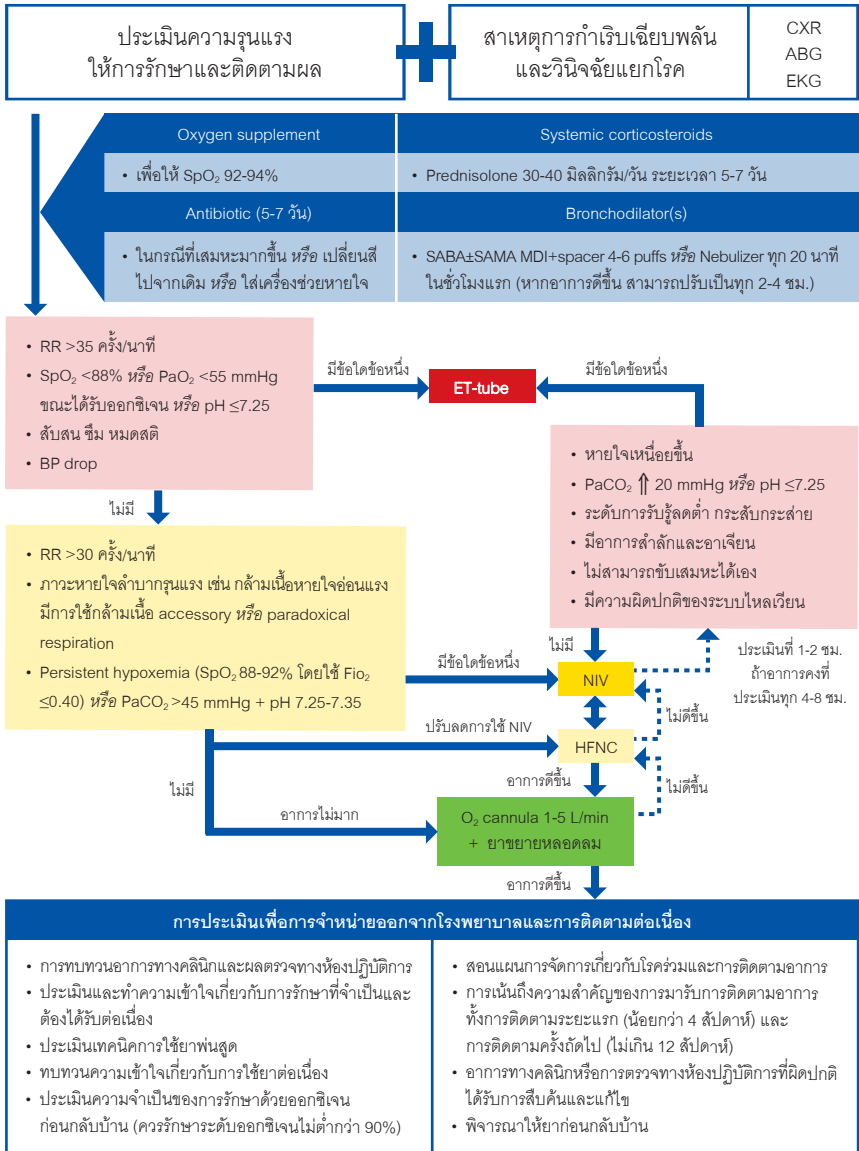 ประเมินความรุนแรง
ให้การรักษาและติดตามผล
สาเหตุการกำเริบเฉียบพลัน
และวินิจฉัยแยกโรค
CXR
ABG
EKG
Oxygen supplement
• เพื่อให้ SpO₂ 92-94%
Systemic corticosteroids
• Prednisolone 30-40 มิลลิกรัม/วัน ระยะเวลา 5-7 วัน
Antibiotic (5-7 วัน)
• ในกรณีที่เสมหะมากขึ้น หรือ เปลี่ยนสี
ไปจากเดิม หรือ ใส่เครื่องช่วยหายใจ
Bronchodilator(s)
• SABA±SAMA MDI+spacer 4-6 puffs หรือ Nebulizer ทุก 20 นาที
ในชั่วโมงแรก (หากอาการดีขึ้น สามารถปรับเป็นทุก 2-4 ชม.)
• RR >35 ครั้ง/นาที
• SpO₂ <88% หรือ PaO₂ <55 mmHg
ขณะได้รับออกซิเจน หรือ pH ≤7.25
• สับสน ซึม หมดสติ
• BP drop
มีข้อใดข้อหนึ่ง
ET-tube
มีข้อใดข้อหนึ่ง
• หายใจเหนื่อยขึ้น
• PaCO₂ ⇑ 20 mmHg หรือ pH ≤7.25
• ระดับการรับรู้ลดต่ำ กระสับกระส่าย
• มีอาการสำลักและอาเจียน
• ไม่สามารถขับเสมหะได้เอง
• มีความผิดปกติของระบบไหลเวียน
ไม่มี
• RR >30 ครั้ง/นาที
• ภาวะหายใจลำบากรุนแรง เช่น กล้ามเนื้อหายใจอ่อนแรง
มีการใช้กล้ามเนื้อ accessory หรือ paradoxical
respiration
• Persistent hypoxemia (SpO₂ 88-92% โดยใช้ Fio₂
≤0.40) หรือ PaCO₂ >45 mmHg + pH 7.25-7.35
มีข้อใดข้อหนึ่ง
ไม่มี
NIV
ประเมินที่ 1-2 ชม.
ถ้าอาการคงที่
ประเมินทุก 4-8 ชม.
ไม่ดีขึ้น
ปรับลดการใช้ NIV
HFNC
ไม่มี
อาการดีขึ้น
ไม่ดีขึ้น
อาการไม่มาก
O₂ cannula 1-5 L/min
+ ยาขยายหลอดลม
อาการดีขึ้น
การประเมินเพื่อการจำหน่ายออกจากโรงพยาบาลและการติดตามต่อเนื่อง
• การทบทวนอาการทางคลินิกและผลตรวจทางห้องปฏิบัติการ
• ประเมินและทำความเข้าใจเกี่ยวกับการรักษาที่จำเป็นและ
ต้องได้รับต่อเนื่อง
• ประเมินเทคนิคการใช้ยาพ่นสูด
• ทบทวนความเข้าใจเกี่ยวกับการใช้ยาต่อเนื่อง
• ประเมินความจำเป็นของการรักษาด้วยออกซิเจน
ก่อนกลับบ้าน (ควรรักษาระดับออกซิเจนไม่ต่ำกว่า 90%)
• สอนแผนการจัดการเกี่ยวกับโรคร่วมและการติดตามอาการ
• การเน้นถึงความสำคัญของการมารับการติดตามอาการ
ทั้งการติดตามระยะแรก (น้อยกว่า 4 สัปดาห์) และ
การติดตามครั้งถัดไป (ไม่เกิน 12 สัปดาห์)
• อาการทางคลินิกหรือการตรวจทางห้องปฏิบัติการที่ผิดปกติ
ได้รับการสืบค้นและแก้ไข
• พิจารณาให้ยาก่อนกลับบ้าน